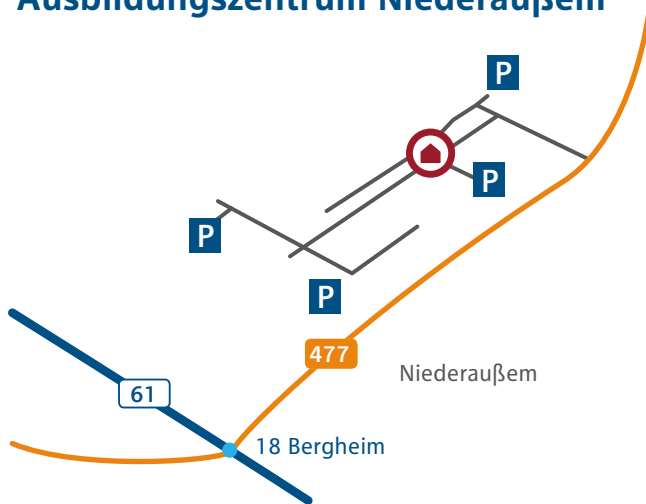 Ausbildungszentrum Niederaußem
P
P
P
P
477
Niederaußem
61
18 Bergheim